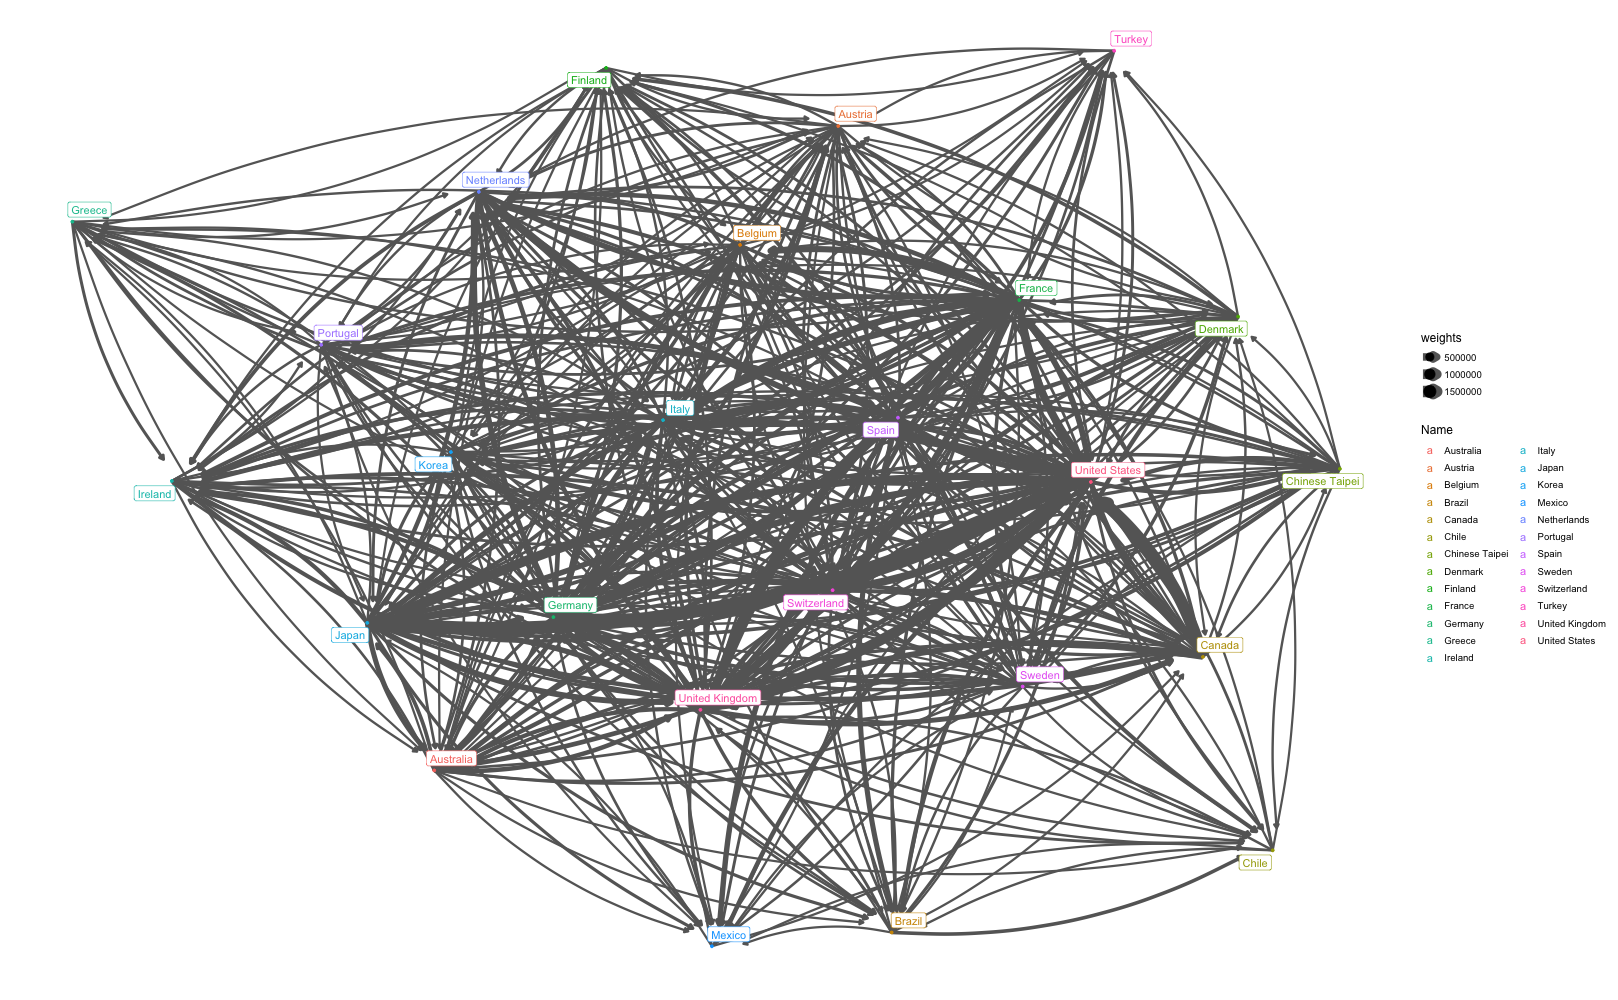 Turkey
Finland
Austria
Netherlands
Greece
Belgium
France
Denmark
Portugal
Italy
Spain
Korea
United States
Chinese Taipei
Ireland
Germany
Switzerland
Japan
Canada
Sweden
United Kingdom
Australia
Chile
Brazil
Mexico
weights
500000
1000000
1500000
Name
a Australia a Italy
a Austria a Japan
a Belgium a Korea
a Brazil a Mexico
a Canada a Netherlands
a Chile a Portugal
a Chinese Taipei a Spain
a Denmark a Sweden
a Finland a Switzerland
a France a Turkey
a Germany a United Kingdom
a Greece a United States
a Ireland